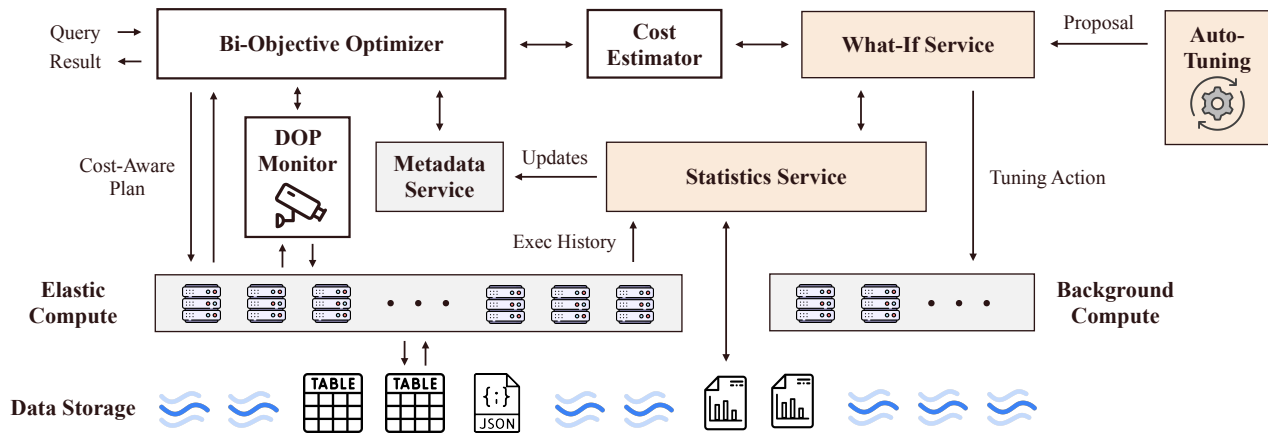 Query
Result
Bi-Objective Optimizer
Cost
Estimator
What-If Service
Proposal
Auto-
Tuning
Cost-Aware
Plan
DOP
Monitor
Metadata
Service
Updates
Statistics Service
Tuning Action
Exec History
Elastic
Compute
Background
Compute
Data Storage
TABLE
TABLE
{;}
JSON